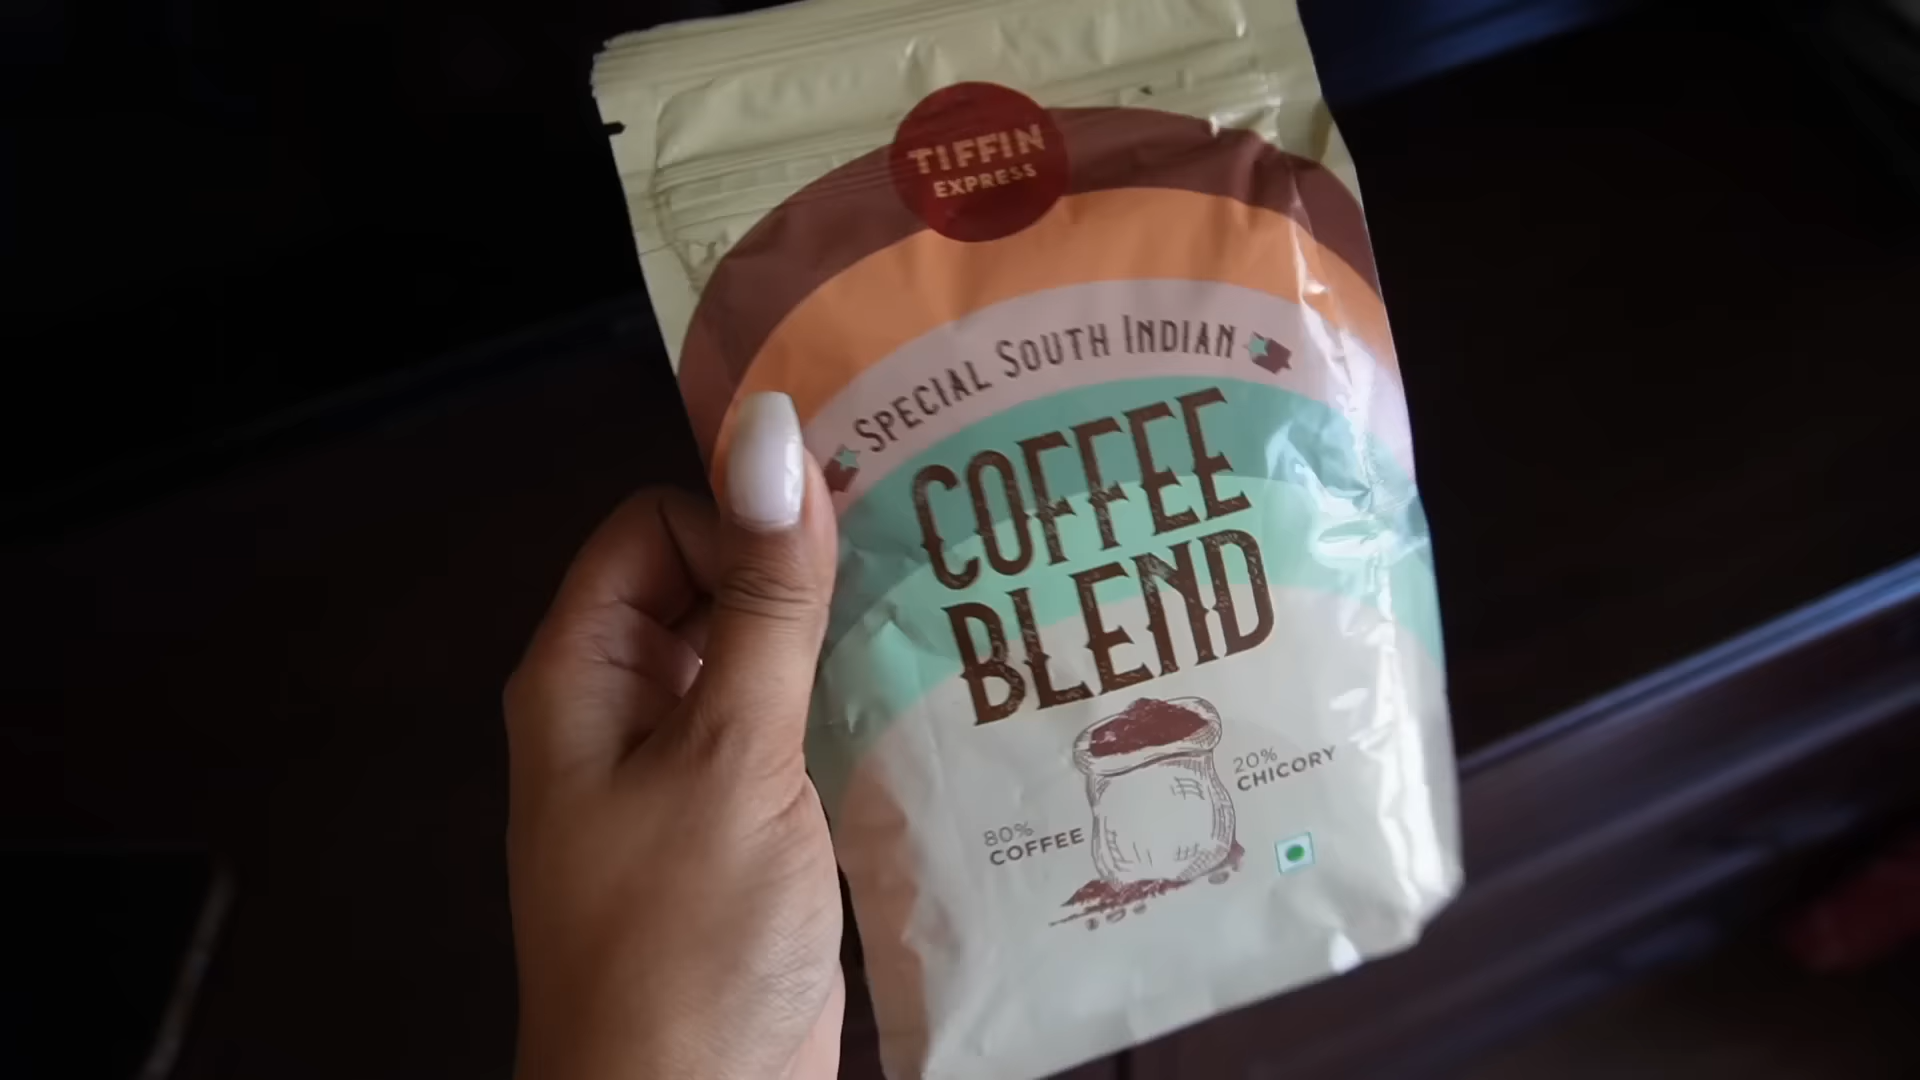 TIFFIN
EXPRESS
SPECIAL SOUTH INDIAN
COFFEE
BLEND
20%
CHICORY
80%
COFFEE